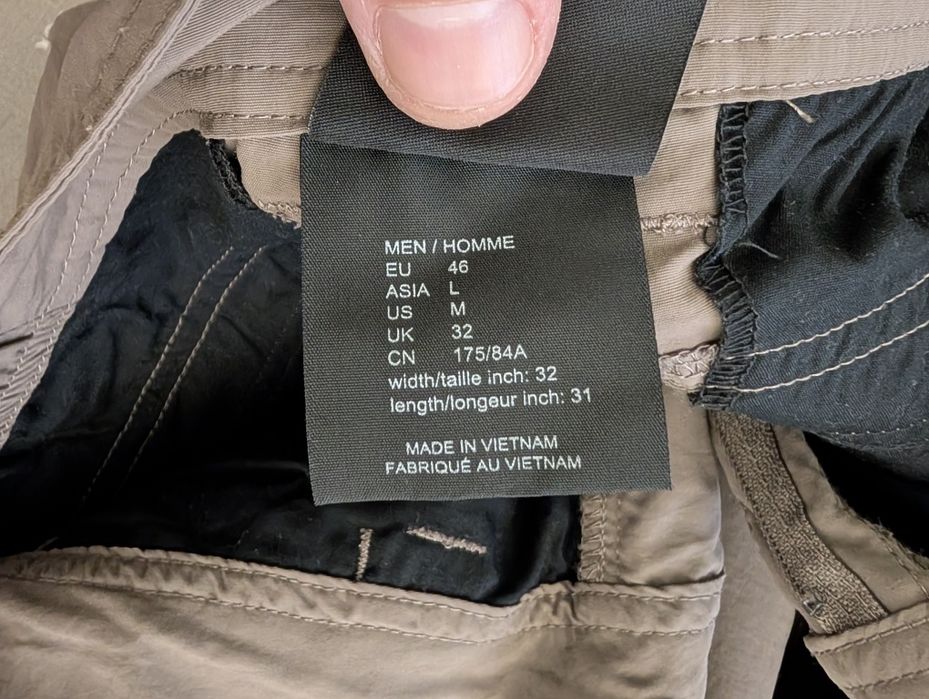 MEN / HOMME
EU 46
ASIA L
US M
UK 32
CN 175/84A
width/taille inch: 32
length/longeur inch: 31
MADE IN VIETNAM
FABRIQUÉ AU VIETNAM